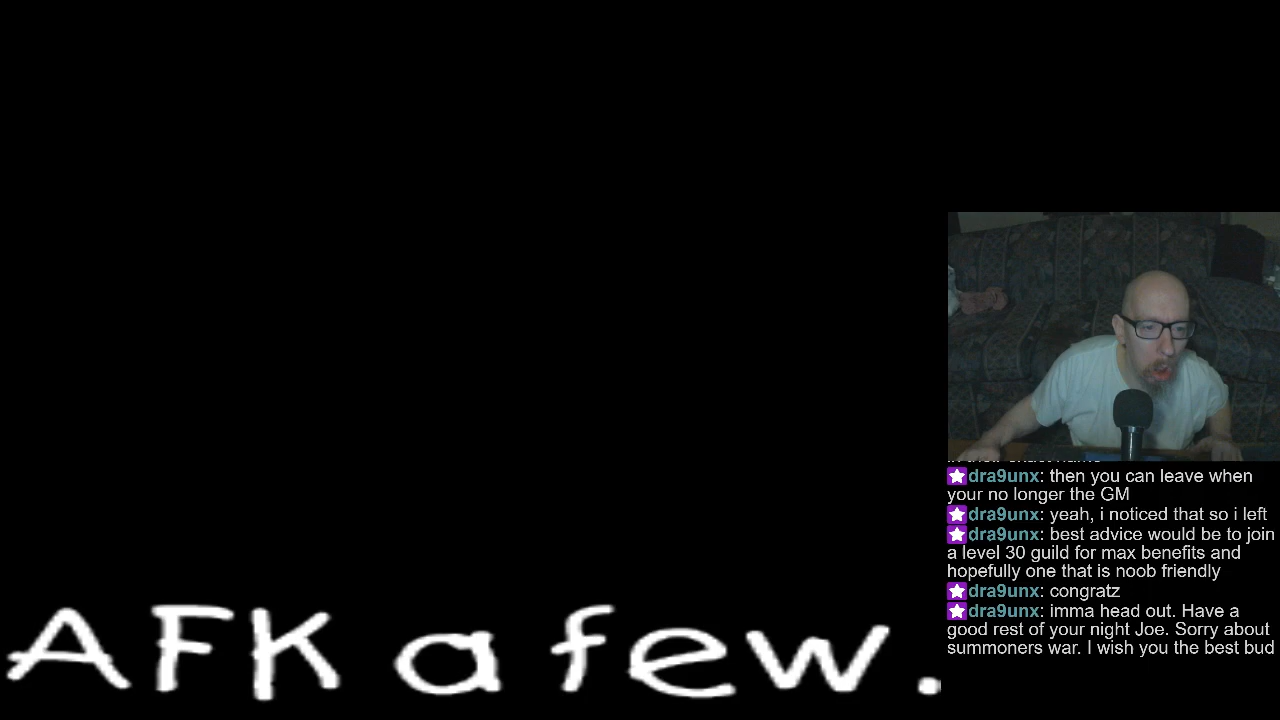 dra9unx: then you can leave when
your no longer the GM
dra9unx: yeah, i noticed that so i left
dra9unx: best advice would be to join
a level 30 guild for max benefits and
hopefully one that is noob friendly
dra9unx: congratz
dra9unx: imma head out. Have a
good rest of your night Joe. Sorry about
summoners war. I wish you the best bud
AFK a few.